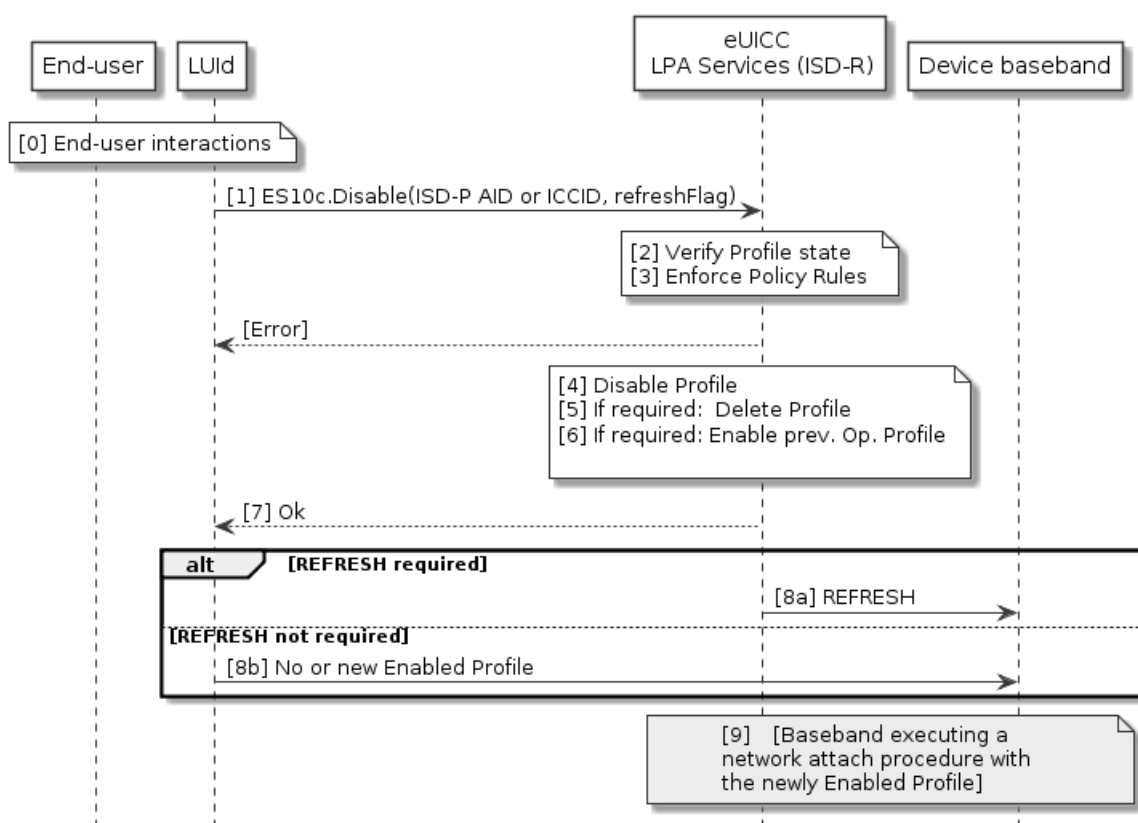 End-user
LUId
eUICC
LPA Services (ISD-R)
Device baseband
[0] End-user interactions
[1] ES10c.Disable(ISD-P AID or ICCID, refreshFlag)
[2] Verify Profile state
[3] Enforce Policy Rules
[Error]
[4] Disable Profile
[5] If required:  Delete Profile
[6] If required: Enable prev. Op. Profile
[7] Ok
alt
[REFRESH required]
[8a] REFRESH
[REFRESH not required]
[8b] No or new Enabled Profile
[9]    [Baseband executing a
network attach procedure with
the newly Enabled Profile]